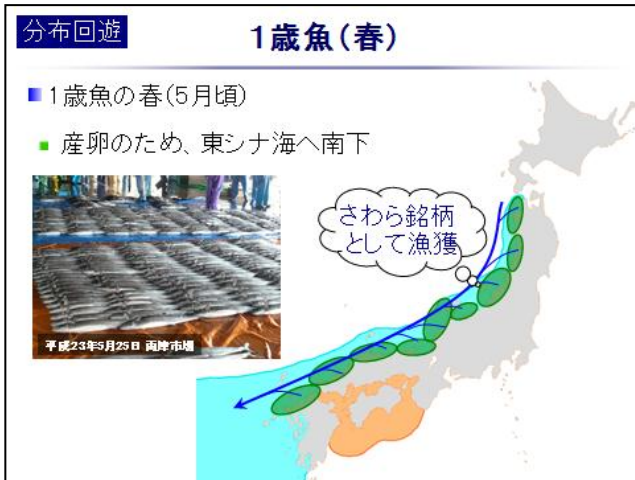 分布回遊
1歳魚(春)
1歳魚の春(5月頃)
産卵のため、東シナ海へ南下
さわら銘柄
として漁獲
平成23年5月25日 両津市場